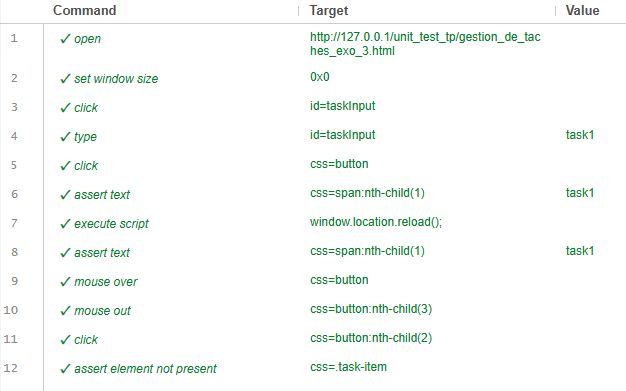 Command Target Value
1 ✓ open http://127.0.0.1/unit_test_tp/gestion_de_tac
hes_exo_3.html
2 ✓ set window size 0x0
3 ✓ click id=taskInput
4 ✓ type id=taskInput task1
5 ✓ click css=button
6 ✓ assert text css=span:nth-child(1) task1
7 ✓ execute script window.location.reload();
8 ✓ assert text css=span:nth-child(1) task1
9 ✓ mouse over css=button
10 ✓ mouse out css=button:nth-child(3)
11 ✓ click css=button:nth-child(2)
12 ✓ assert element not present css=.task-item